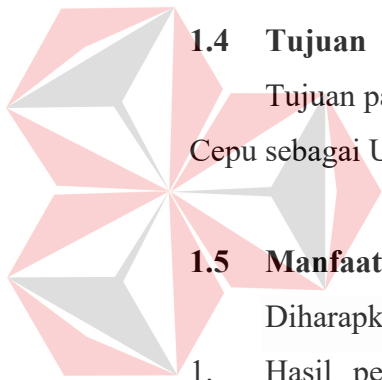 1.4 Tujuan
Tujuan pa
Cepu sebagai U
1.5 Manfaat
Diharapk
1. Hasil pe